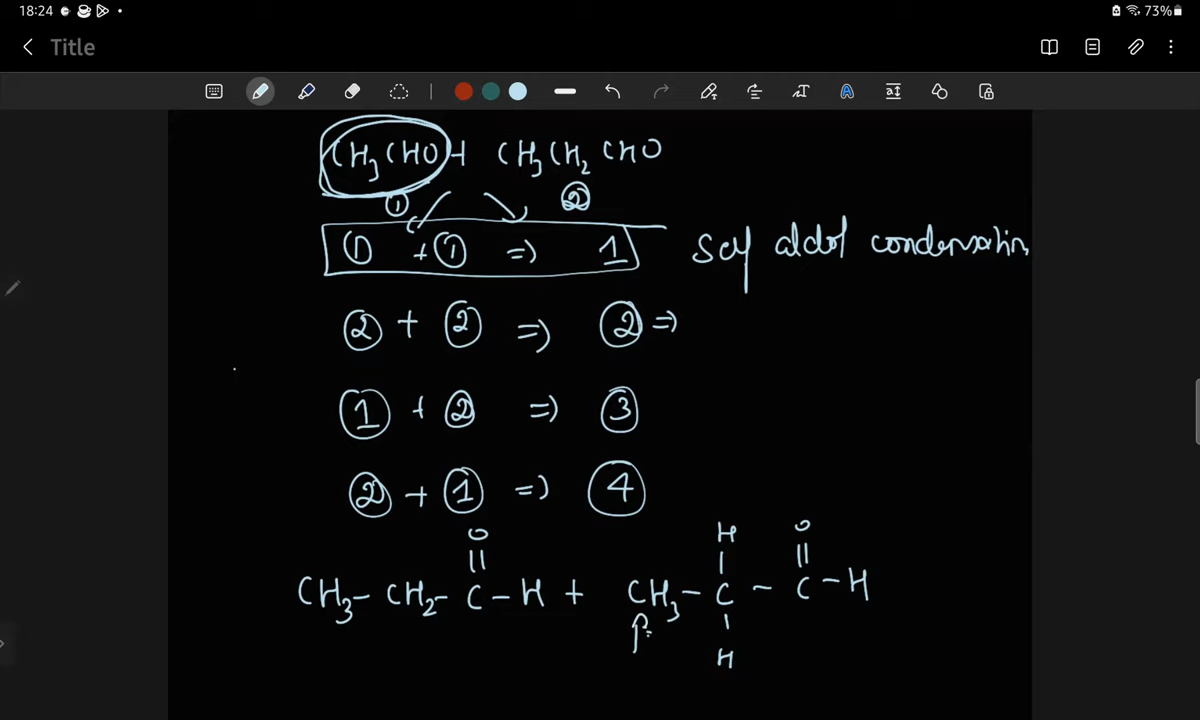 18:24 73%
Title
CH₃CHO + CH₃CH₂CHO
① ②
① + ① => 1 Self aldol condensation
② + ② => ② =>
① + ② => ③
② + ① => ④
O H O
|| | ||
CH₃- CH₂- C - H + CH₃ - C - C - H
|
H